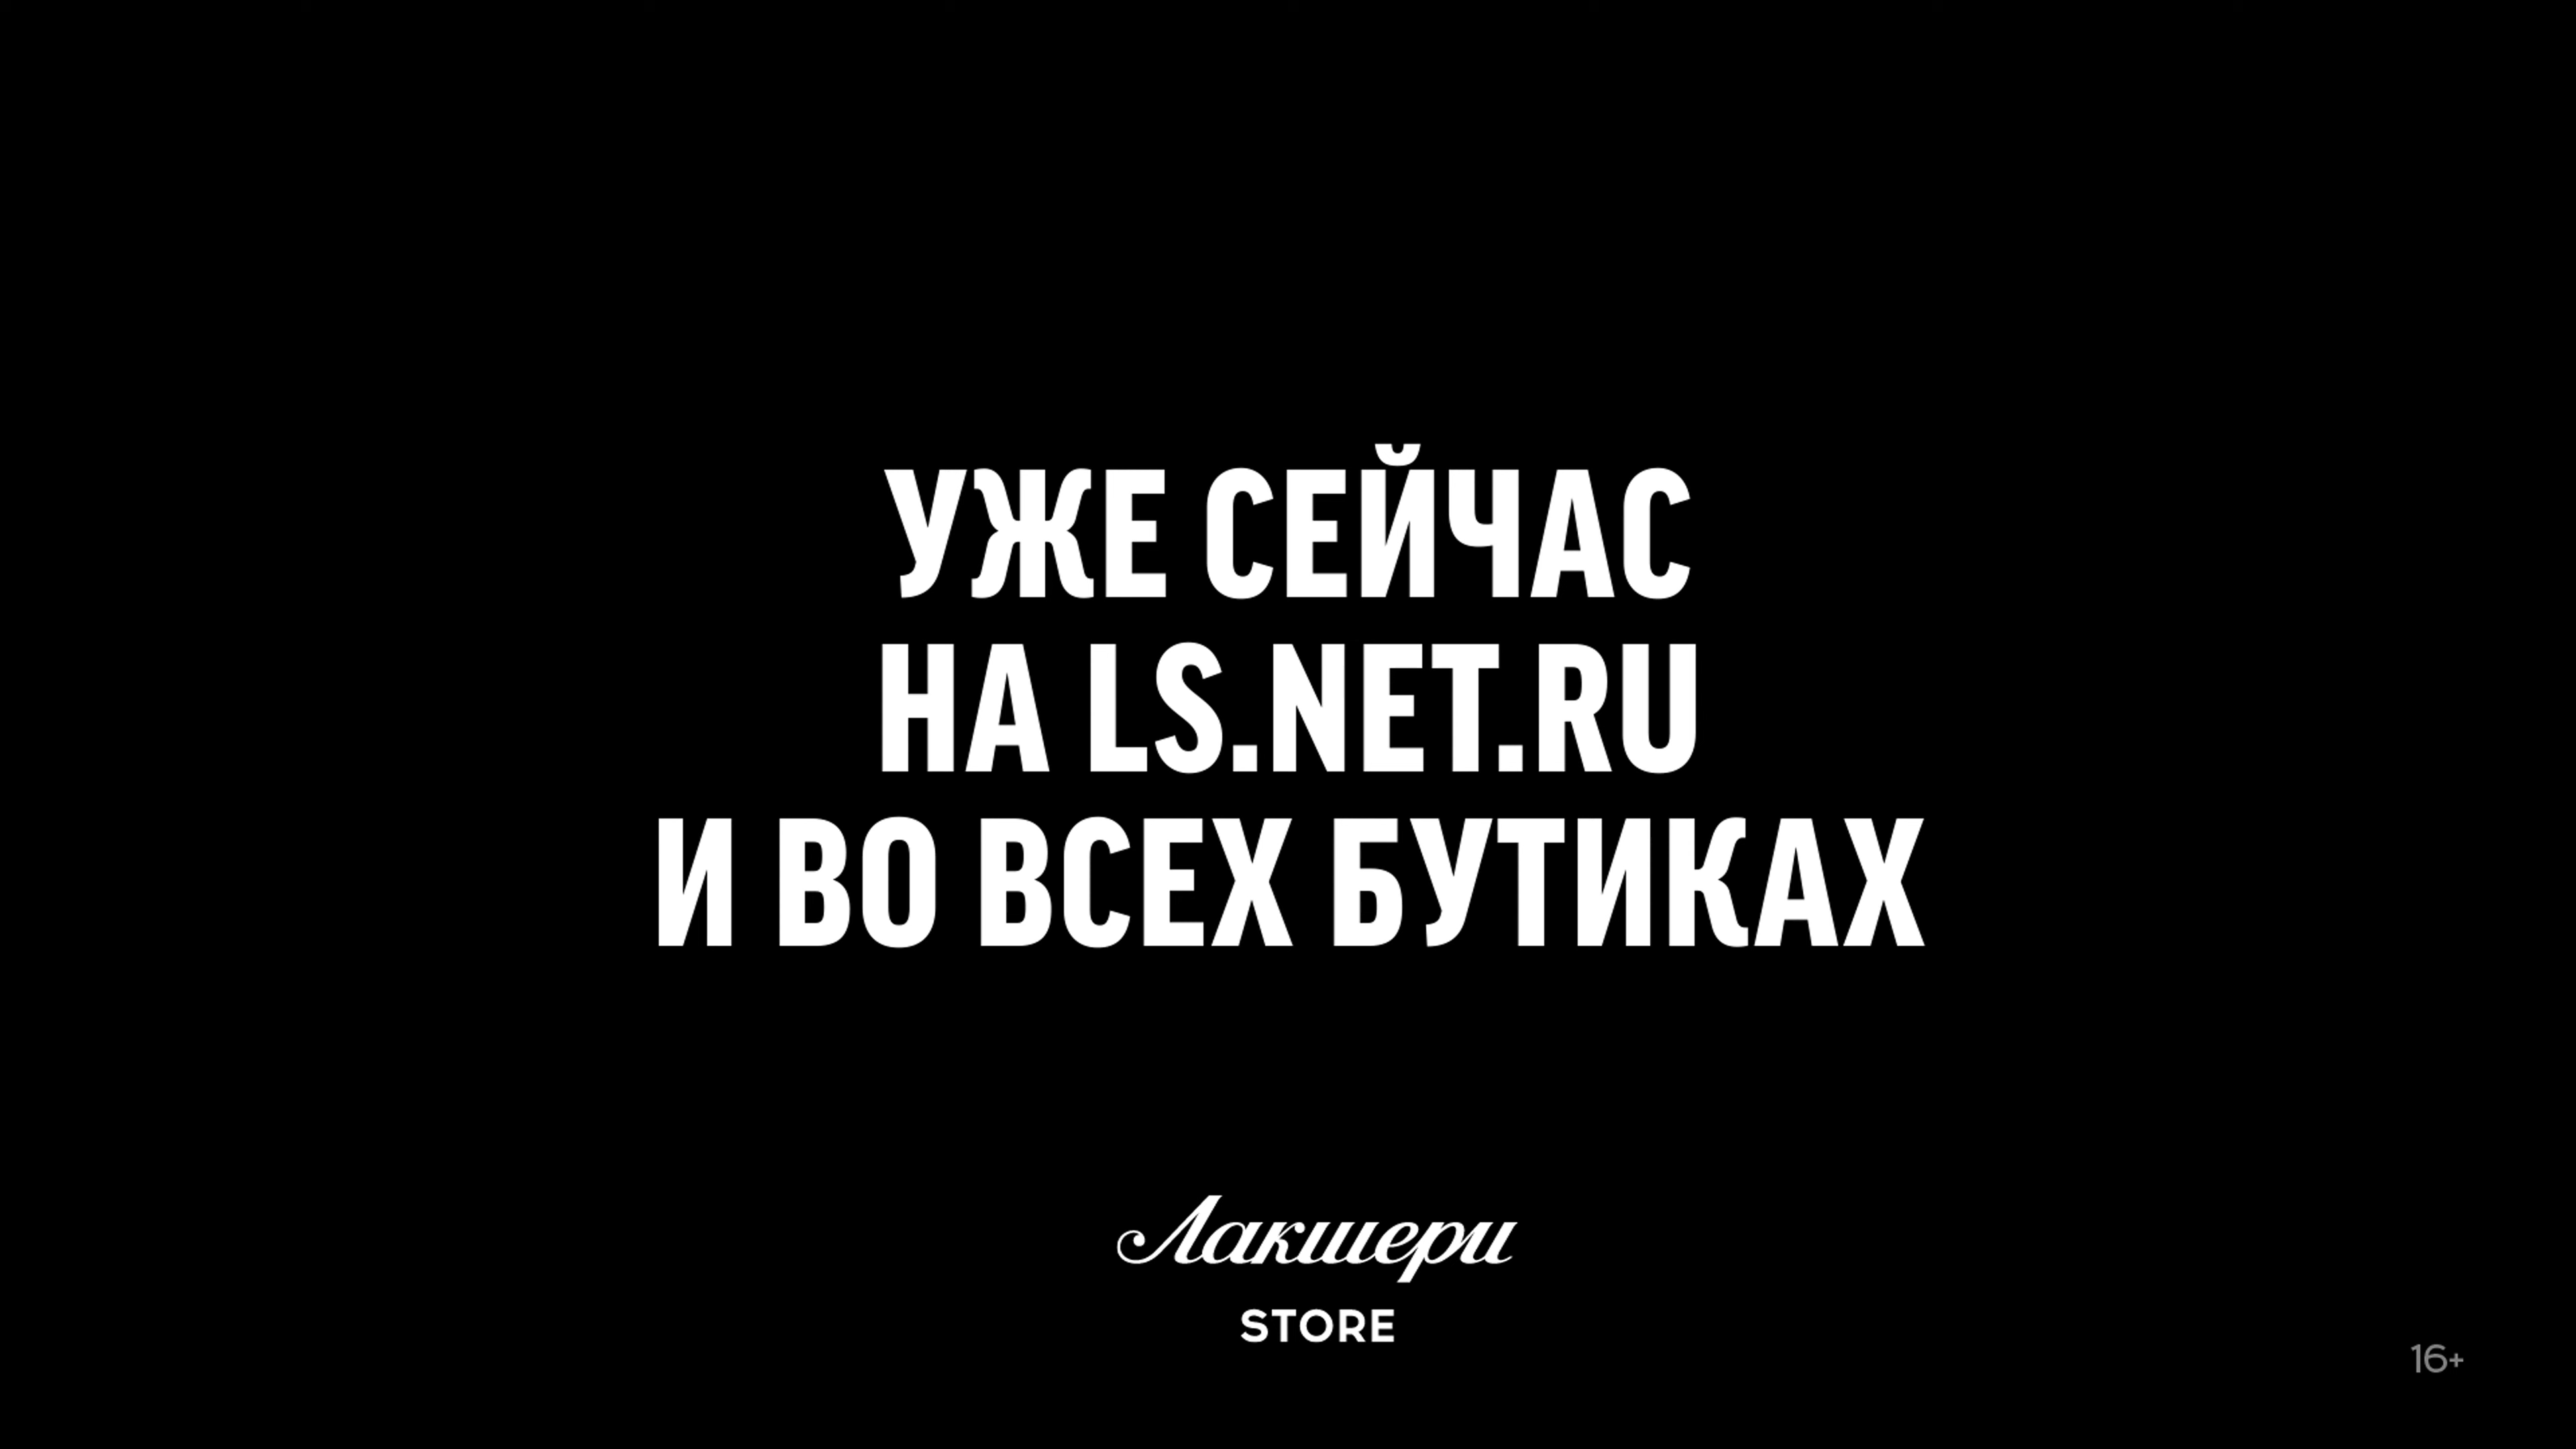 УЖЕ СЕЙЧАС
НА LS.NET.RU
И ВО ВСЕХ БУТИКАХ
Лакшери
STORE
16+